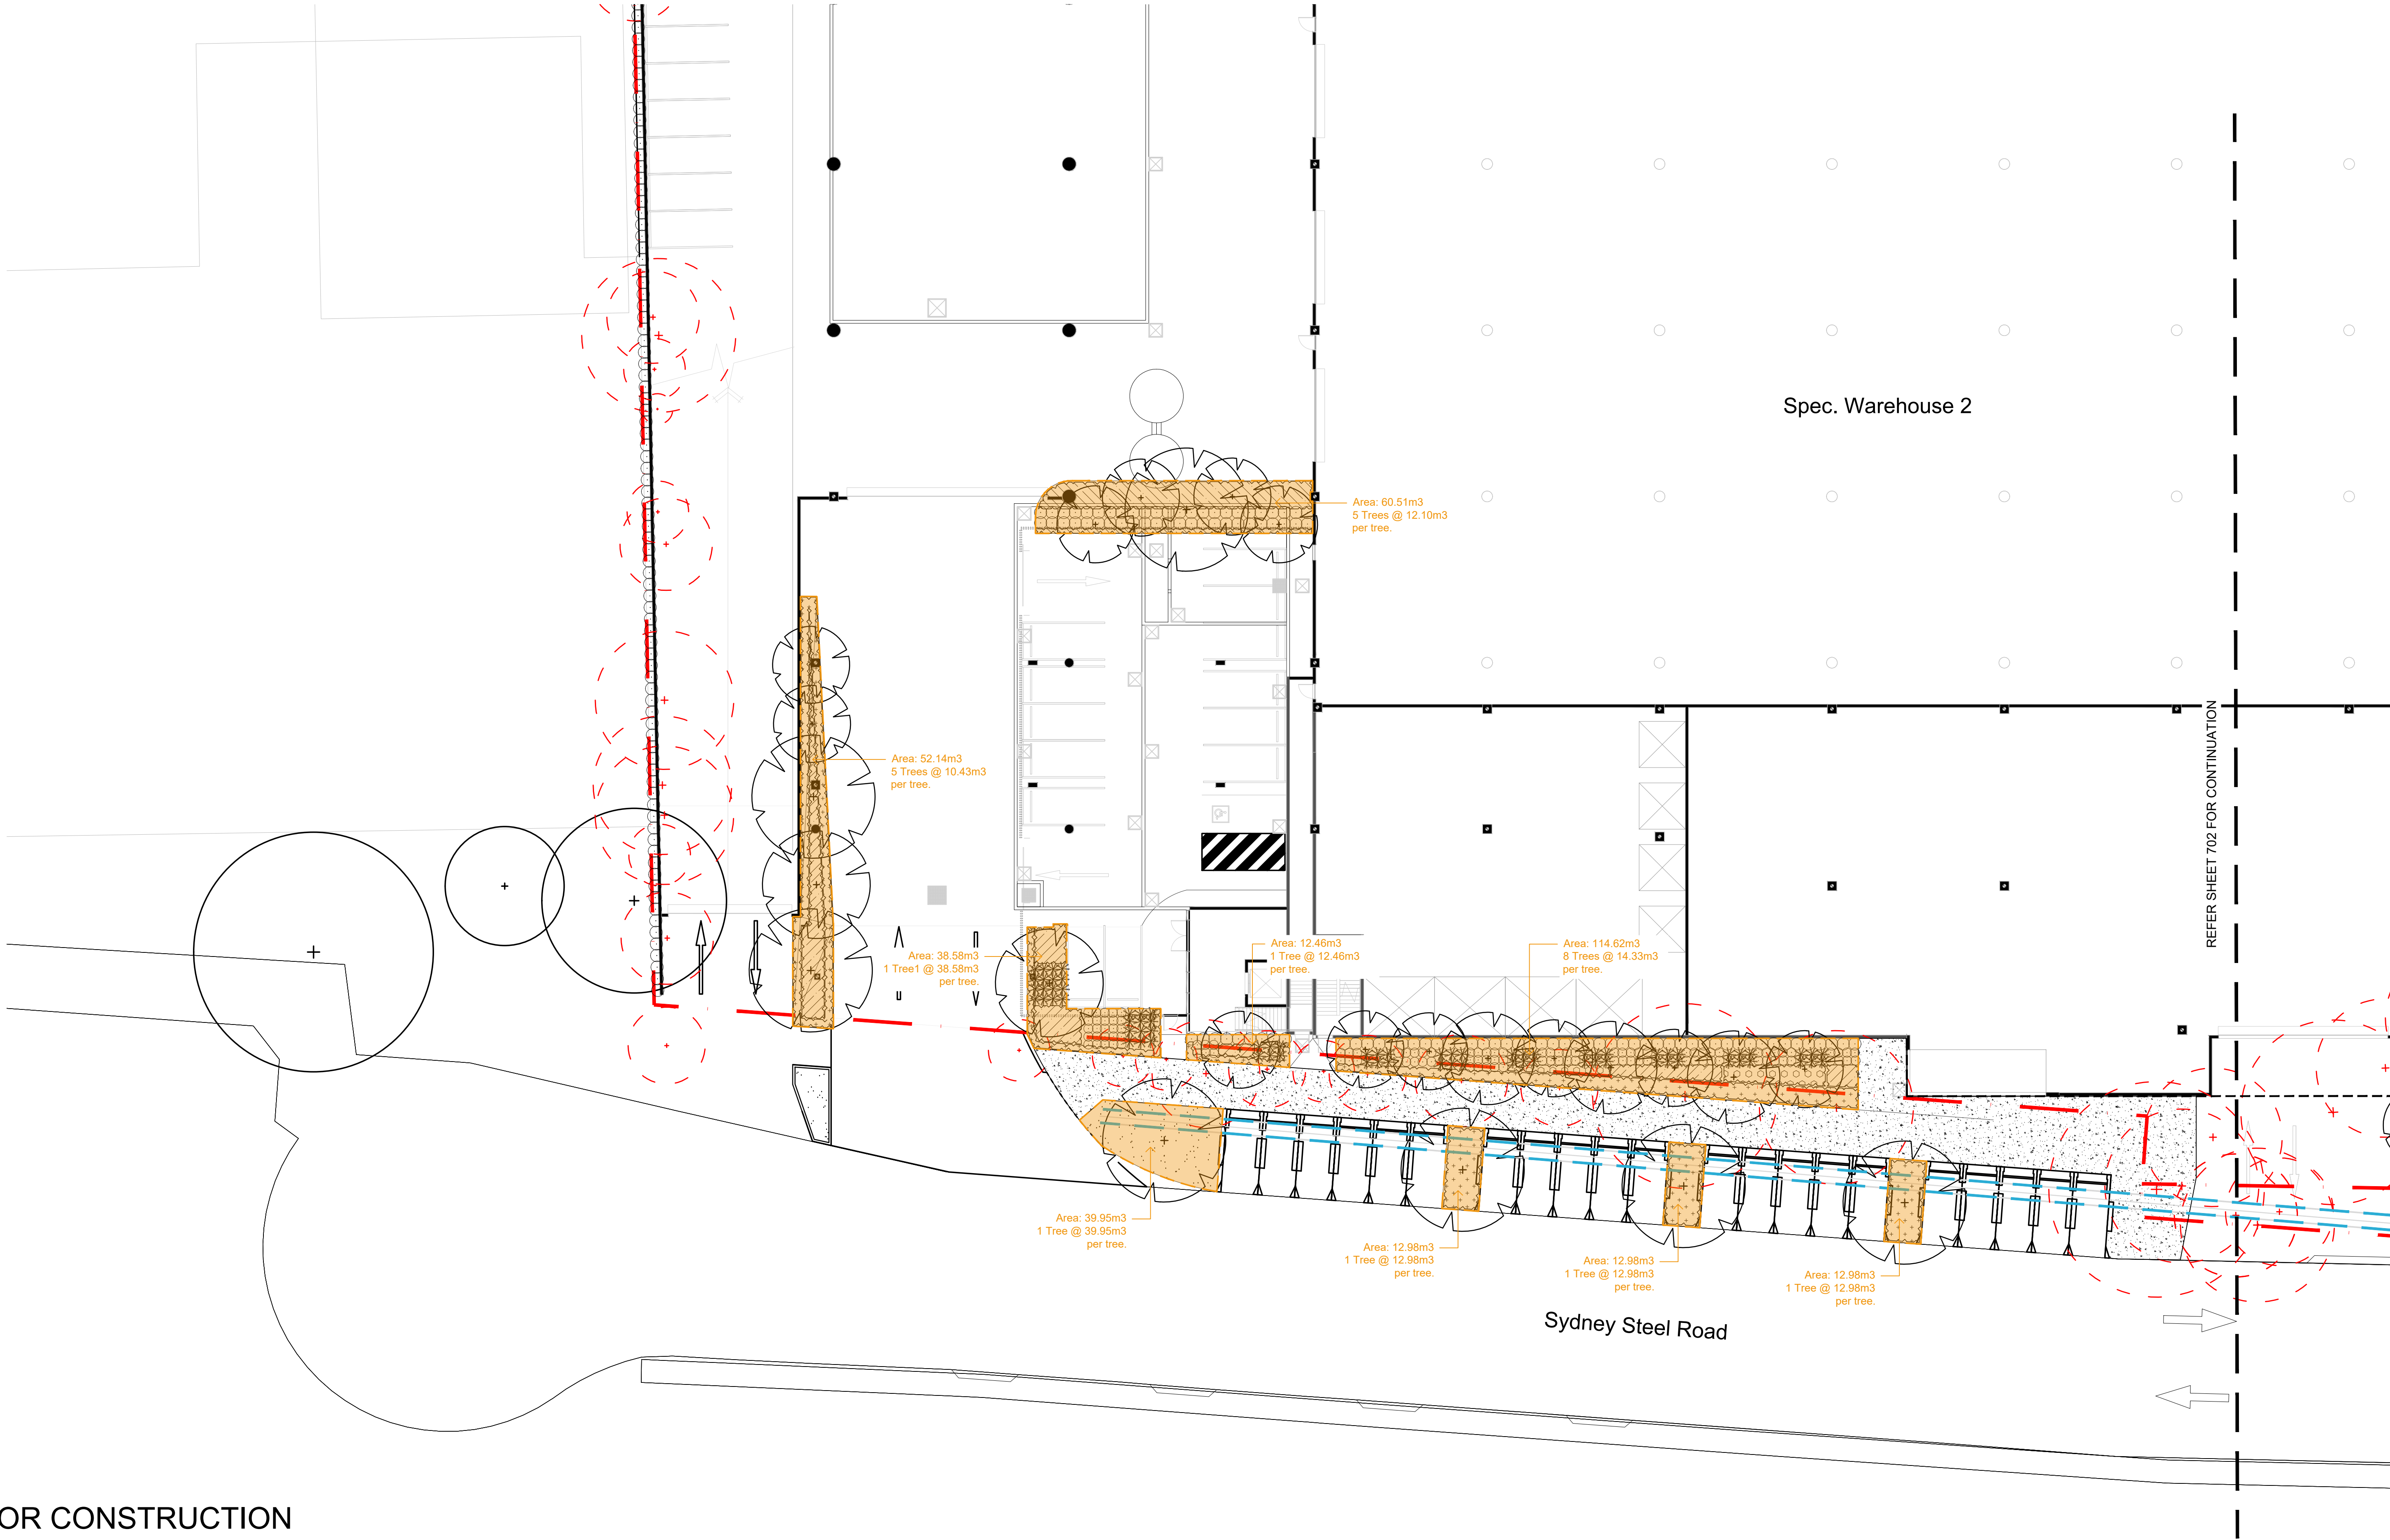 Spec. Warehouse 2
Area: 60.51m3
5 Trees @ 12.10m3
per tree.
REFER SHEET 702 FOR CONTINUATION
Area: 52.14m3
5 Trees @ 10.43m3
per tree.
Area: 38.58m3
1 Tree1 @ 38.58m3
per tree.
Area: 12.46m3
1 Tree @ 12.46m3
per tree.
Area: 114.62m3
8 Trees @ 14.33m3
per tree.
Area: 39.95m3
1 Tree @ 39.95m3
per tree.
Area: 12.98m3
1 Tree @ 12.98m3
per tree.
Area: 12.98m3
1 Tree @ 12.98m3
per tree.
Area: 12.98m3
1 Tree @ 12.98m3
per tree.
Sydney Steel Road
OR CONSTRUCTION